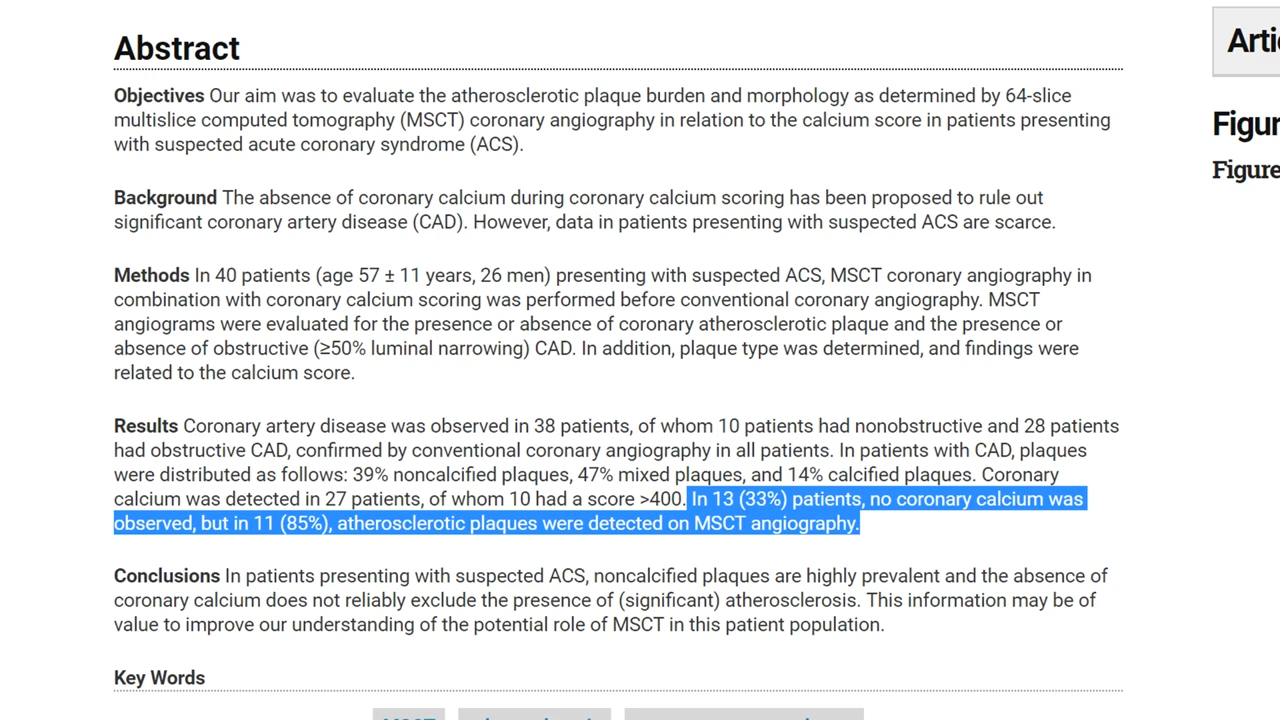 Abstract
Objectives Our aim was to evaluate the atherosclerotic plaque burden and morphology as determined by 64-slice
multislice computed tomography (MSCT) coronary angiography in relation to the calcium score in patients presenting
with suspected acute coronary syndrome (ACS).
Background The absence of coronary calcium during coronary calcium scoring has been proposed to rule out
significant coronary artery disease (CAD). However, data in patients presenting with suspected ACS are scarce.
Methods In 40 patients (age 57 ± 11 years, 26 men) presenting with suspected ACS, MSCT coronary angiography in
combination with coronary calcium scoring was performed before conventional coronary angiography. MSCT
angiograms were evaluated for the presence or absence of coronary atherosclerotic plaque and the presence or
absence of obstructive (≥50% luminal narrowing) CAD. In addition, plaque type was determined, and findings were
related to the calcium score.
Results Coronary artery disease was observed in 38 patients, of whom 10 patients had nonobstructive and 28 patients
had obstructive CAD, confirmed by conventional coronary angiography in all patients. In patients with CAD, plaques
were distributed as follows: 39% noncalcified plaques, 47% mixed plaques, and 14% calcified plaques. Coronary
calcium was detected in 27 patients, of whom 10 had a score >400. In 13 (33%) patients, no coronary calcium was
observed, but in 11 (85%), atherosclerotic plaques were detected on MSCT angiography.
Conclusions In patients presenting with suspected ACS, noncalcified plaques are highly prevalent and the absence of
coronary calcium does not reliably exclude the presence of (significant) atherosclerosis. This information may be of
value to improve our understanding of the potential role of MSCT in this patient population.
Key Words
Arti
Figur
Figure